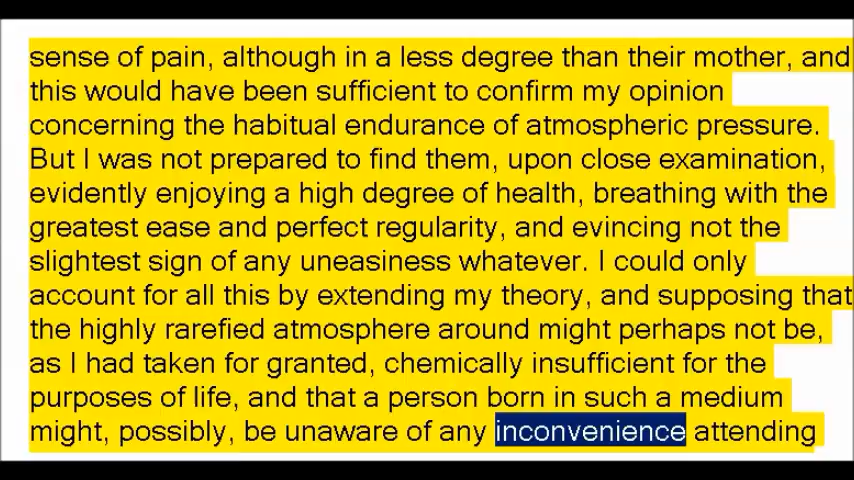 sense of pain, although in a less degree than their mother, and
this would have been sufficient to confirm my opinion
concerning the habitual endurance of atmospheric pressure.
But I was not prepared to find them, upon close examination,
evidently enjoying a high degree of health, breathing with the
greatest ease and perfect regularity, and evincing not the
slightest sign of any uneasiness whatever. I could only
account for all this by extending my theory, and supposing that
the highly rarefied atmosphere around might perhaps not be,
as I had taken for granted, chemically insufficient for the
purposes of life, and that a person born in such a medium
might, possibly, be unaware of any inconvenience attending